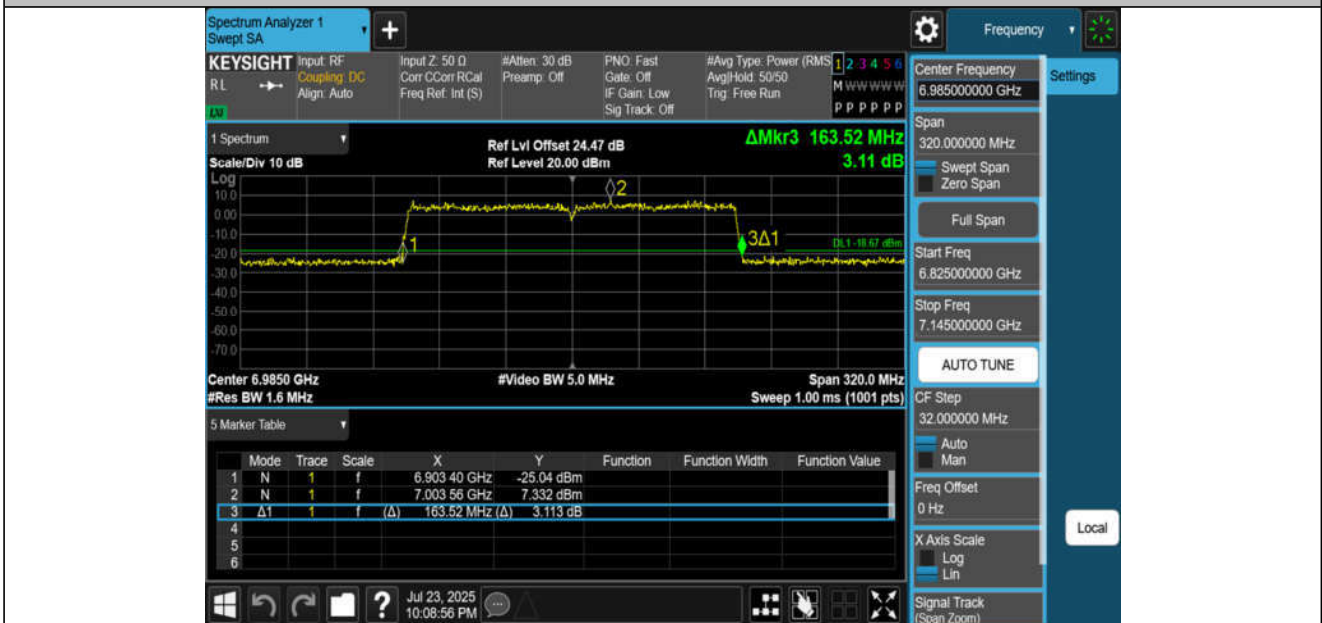 Spectrum Analyzer 1
Swept SA
+
Frequency
KEYSIGHT
RL
LXI
Input: RF
Coupling: DC
Align: Auto
Input Z: 50 Ω
Corr CCorr RCal
Freq Ref: Int (S)
#Atten: 30 dB
Preamp: Off
PNO: Fast
Gate: Off
IF Gain: Low
Sig Track: Off
#Avg Type: Power (RMS
Avg|Hold: 50/50
Trig: Free Run
1 2 3 4 5 6
M W W W W W
P P P P P P
1 Spectrum
Scale/Div 10 dB
Ref Lvl Offset 24.47 dB
Ref Level 20.00 dBm
ΔMkr3 163.52 MHz
3.11 dB
Log
10.0
0.00
-10.0
-20.0
-30.0
-40.0
-50.0
-60.0
-70.0
1
2
3Δ1
DL1 -18.67 dBm
Center 6.9850 GHz
#Video BW 5.0 MHz
Span 320.0 MHz
#Res BW 1.6 MHz
Sweep 1.00 ms (1001 pts)
5 Marker Table
Mode Trace Scale X Y Function Function Width Function Value
1 N 1 f 6.903 40 GHz -25.04 dBm
2 N 1 f 7.003 56 GHz 7.332 dBm
3 Δ1 1 f (Δ) 163.52 MHz (Δ) 3.113 dB
4
5
6
?
Jul 23, 2025
10:08:56 PM
Center Frequency
6.985000000 GHz
Span
320.000000 MHz
Swept Span
Zero Span
Full Span
Start Freq
6.825000000 GHz
Stop Freq
7.145000000 GHz
AUTO TUNE
CF Step
32.000000 MHz
Auto
Man
Freq Offset
0 Hz
X Axis Scale
Log
Lin
Signal Track
(Span Zoom)
Settings
Local